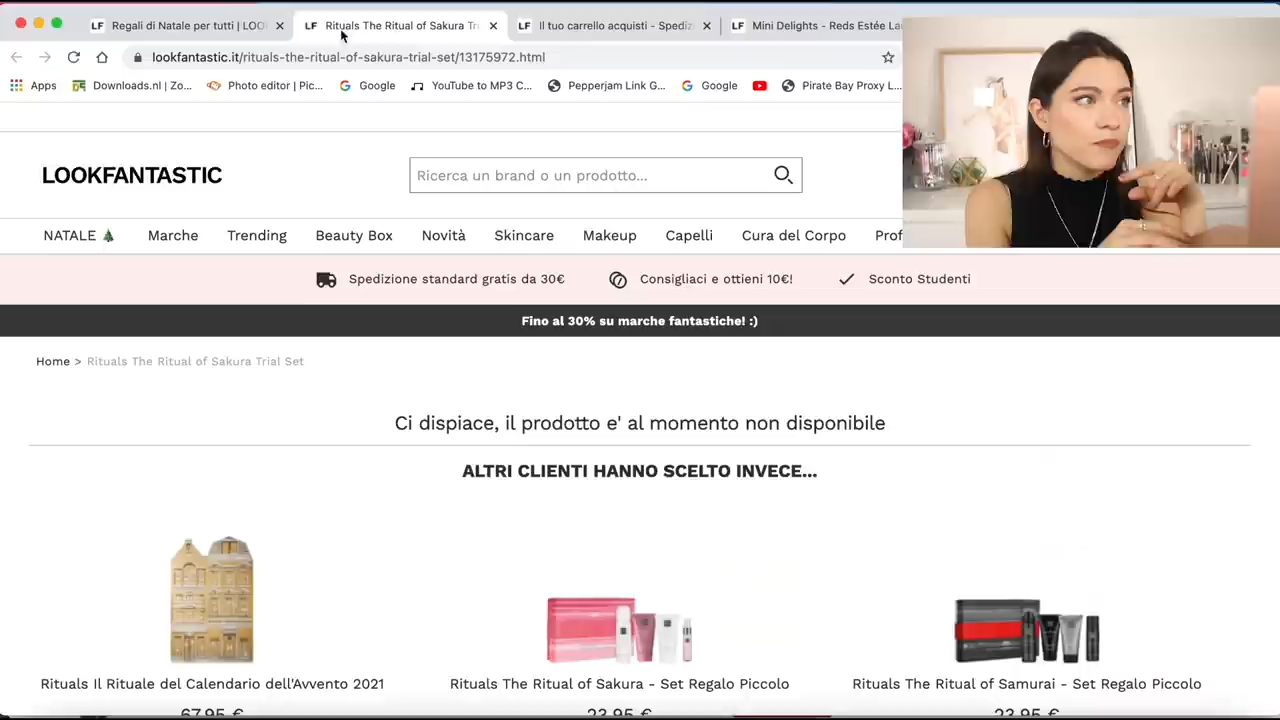 LF Regali di Natale per tutti | LOO
LF Rituals The Ritual of Sakura Tri
LF Il tuo carrello acquisti - Spediz
LF Mini Delights - Reds Estée La
lookfantastic.it/rituals-the-ritual-of-sakura-trial-set/13175972.html
Apps
Downloads.nl | Zo...
Photo editor | Pic...
Google
YouTube to MP3 C...
Pepperjam Link G...
Google
Pirate Bay Proxy L...
LOOKFANTASTIC
Ricerca un brand o un prodotto...
NATALE
Marche
Trending
Beauty Box
Novità
Skincare
Makeup
Capelli
Cura del Corpo
Prof
Spedizione standard gratis da 30€
Consigliaci e ottieni 10€!
Sconto Studenti
Fino al 30% su marche fantastiche! :)
Home > Rituals The Ritual of Sakura Trial Set
Ci dispiace, il prodotto e' al momento non disponibile
ALTRI CLIENTI HANNO SCELTO INVECE...
Rituals Il Rituale del Calendario dell'Avvento 2021
Rituals The Ritual of Sakura - Set Regalo Piccolo
Rituals The Ritual of Samurai - Set Regalo Piccolo
67,95 €
23,95 €
23,95 €